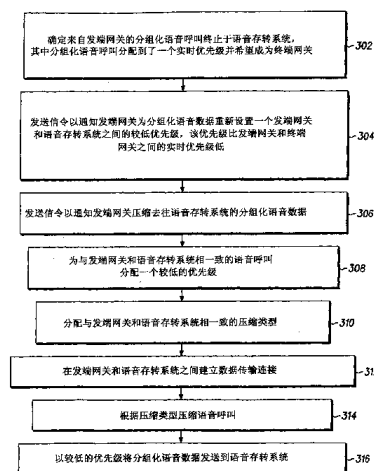 确定来自发端网关的分组化语音呼叫终止于语音存转系统,
其中分组化语音呼叫分配到了一个实时优先级并希望成为终端网关
302
发送信令以通知发端网关为分组化语音数据重新设置一个发端网关
和语音存转系统之间的较低优先级, 该优先级比发端网关和终端
网关之间的实时优先级低
304
发送信令以通知发端网关压缩去往语音存转系统的分组化语音数据
306
为与发端网关和语音存转系统相一致的语音呼叫
分配一个较低的优先级
308
分配与发端网关和语音存转系统相一致的压缩类型
310
在发端网关和语音存转系统之间建立数据传输连接
31
根据压缩类型压缩语音呼叫
314
以较低的优先级将分组化语音数据发送到语音存转系统
316